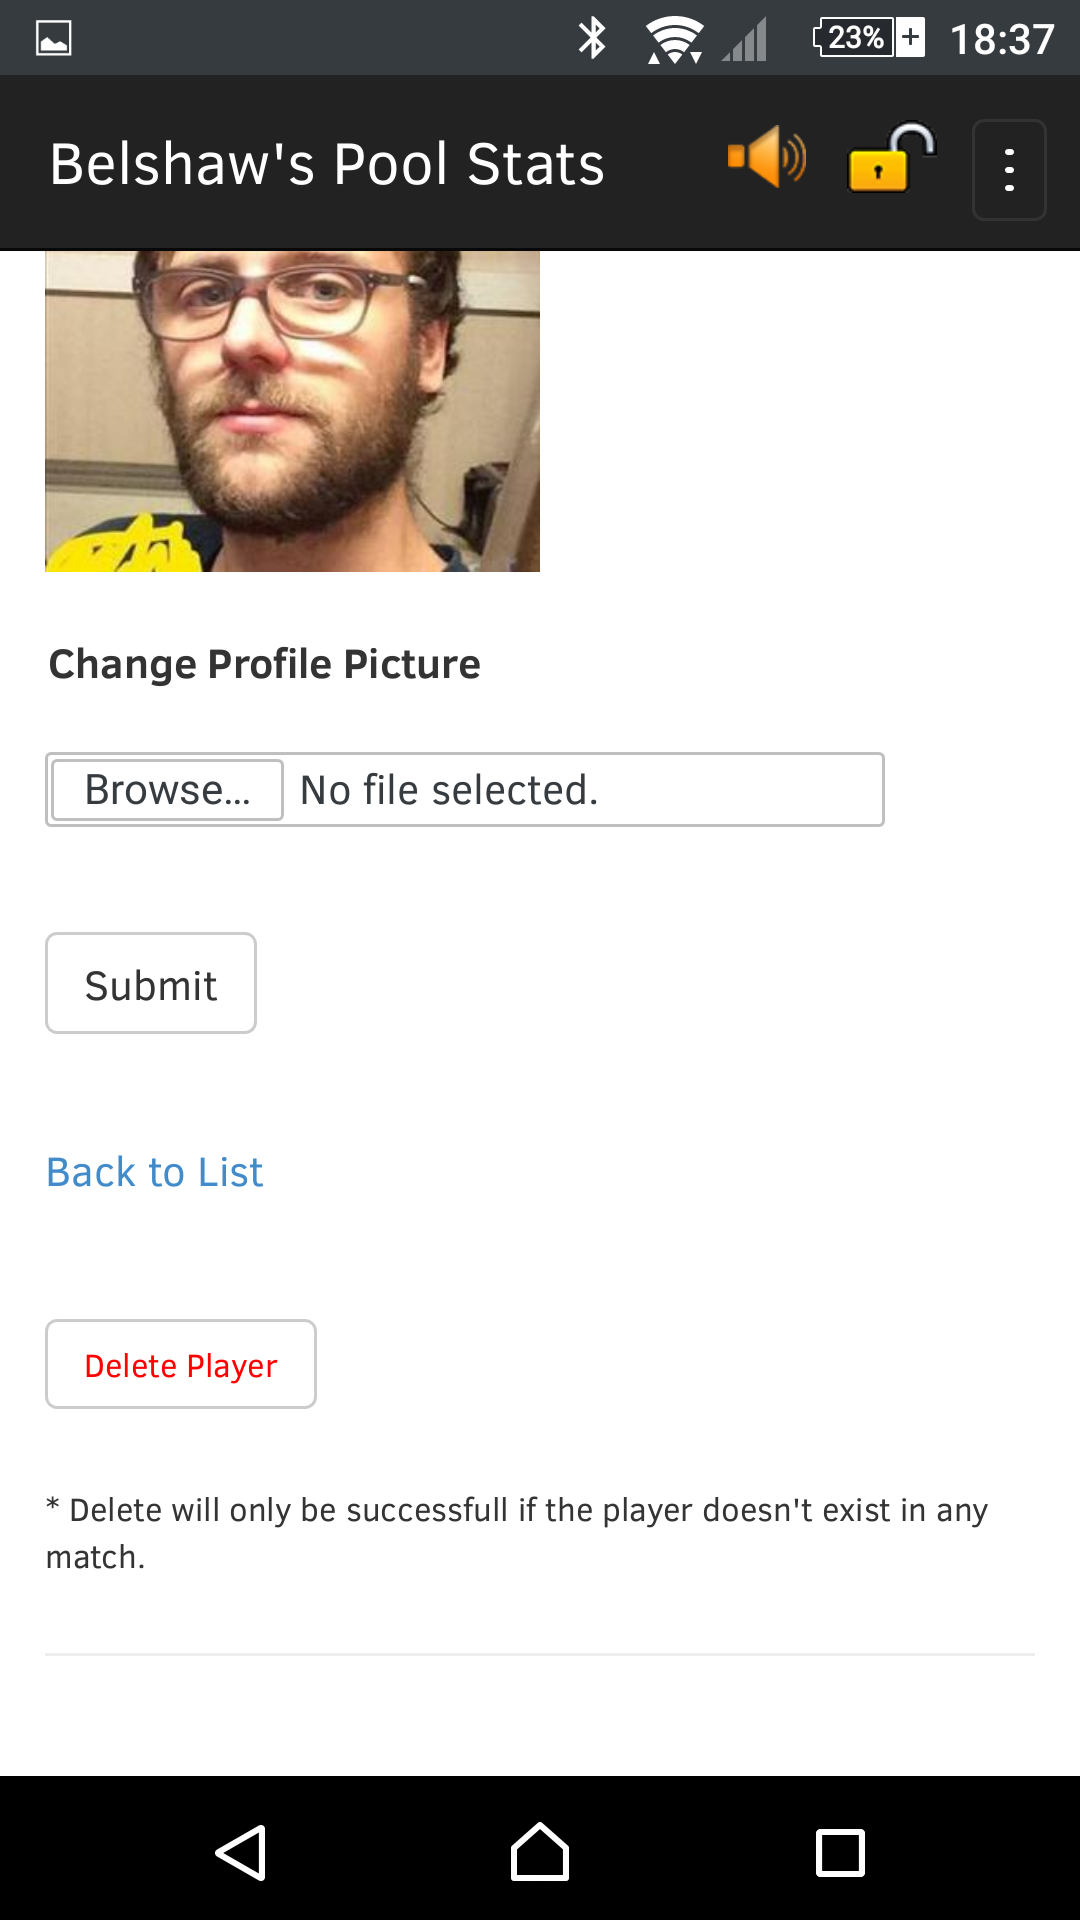 23%
18:37
Belshaw's Pool Stats
Change Profile Picture
Browse... No file selected.
Submit
Back to List
Delete Player
* Delete will only be successfull if the player doesn't exist in any
match.